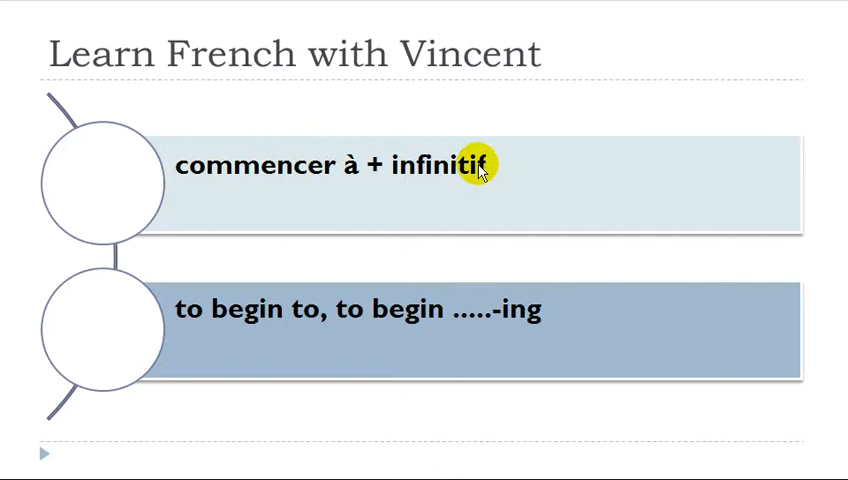 Learn French with Vincent
commencer à + infinitif
to begin to, to begin .....-ing